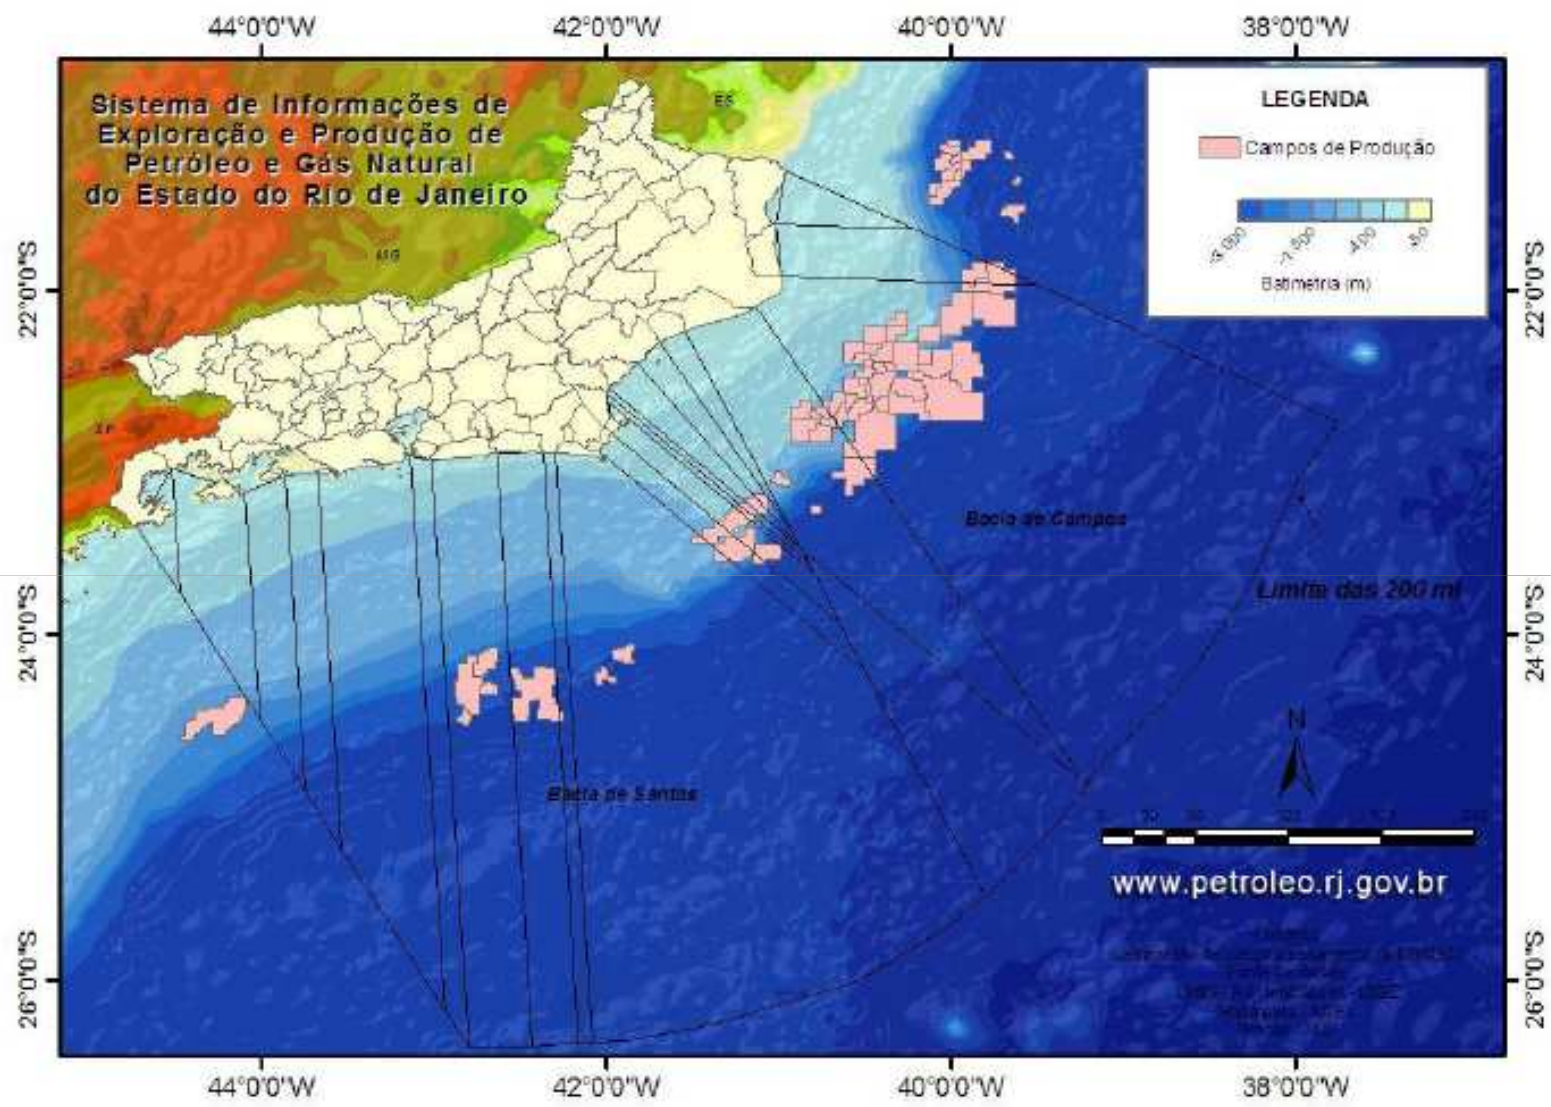 44°0'0"W 42°0'0"W 40°0'0"W 38°0'0"W
Sistema de Informações de
Exploração e Produção de
Petróleo e Gás Natural
do Estado do Rio de Janeiro
ES
LEGENDA
Campos de Produção
Batimetria (m)
MG
SP
22°0'0"S 22°0'0"S
Bacia de Campos
Limite das 200 mi
24°0'0"S 24°0'0"S
N
Bacia de Santos
www.petroleo.rj.gov.br
26°0'0"S 26°0'0"S
44°0'0"W 42°0'0"W 40°0'0"W 38°0'0"W